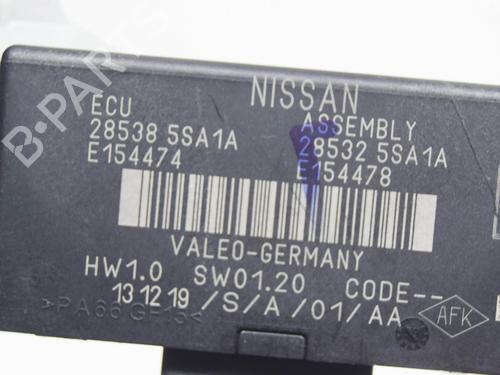 B-PARTS
NISSAN
ECU ASSEMBLY
28538 5SA1A 28532 5SA1A
E154474 E154478
VALEO-GERMANY
HW1.0 SW01.20 CODE--
13 12 19 /S/A/01/AA
>PA66 GF15<
AFK